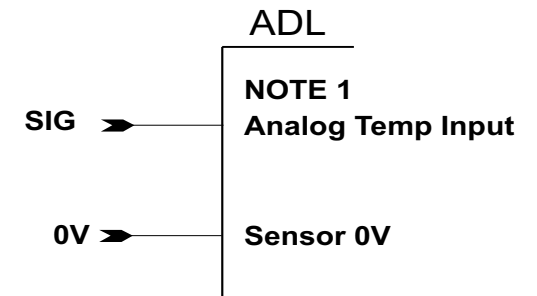 ADL
NOTE 1
SIG Analog Temp Input
0V Sensor 0V